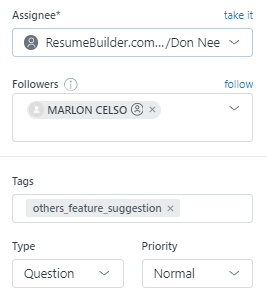 Assignee* take it
ResumeBuilder.com.../Don Nee
Followers follow
MARLON CELSO ×
Tags
others_feature_suggestion ×
Type Priority
Question Normal